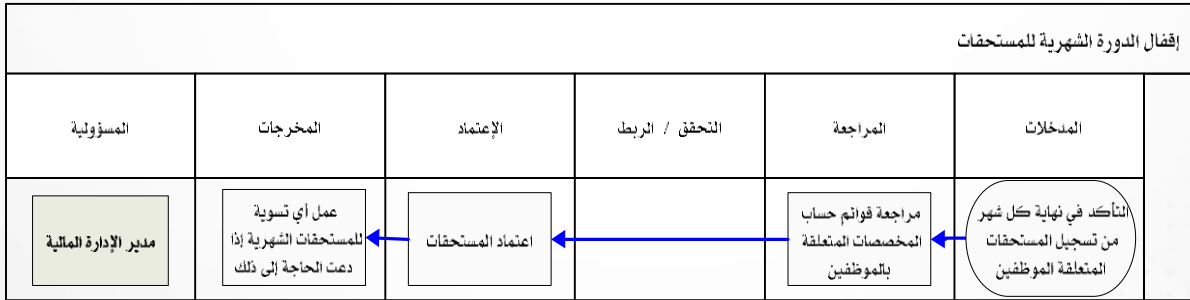 إقفال الدورة الشهرية للمستحقات
المدخلات
المراجعة
التحقق / الربط
الإعتماد
المخرجات
المسؤولية
التأكد في نهاية كل شهر
من تسجيل المستحقات
المتعلقة الموظفين
مراجعة قوائم حساب
المخصصات المتعلقة
بالموظفين
اعتماد المستحقات
عمل أي تسوية
للمستحقات الشهرية إذا
دعت الحاجة إلى ذلك
مدير الإدارة المالية